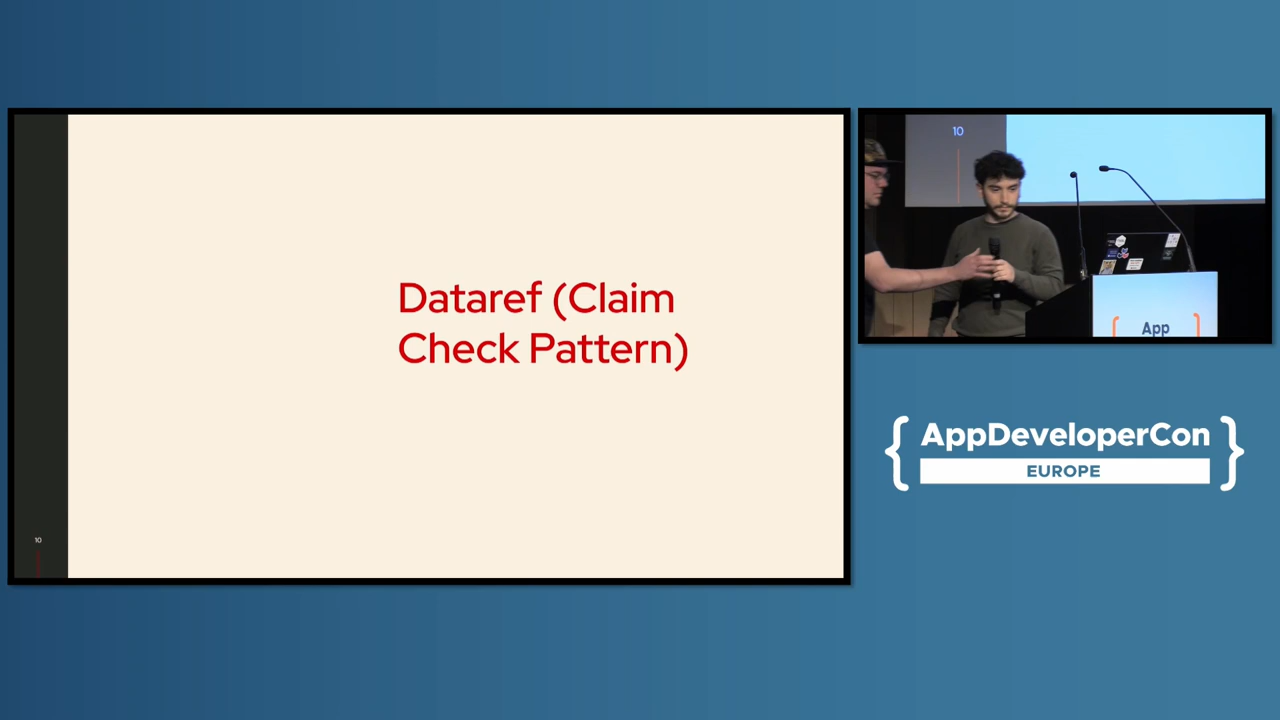 Dataref (Claim
Check Pattern)
10
10
App
{ AppDeveloperCon }
EUROPE